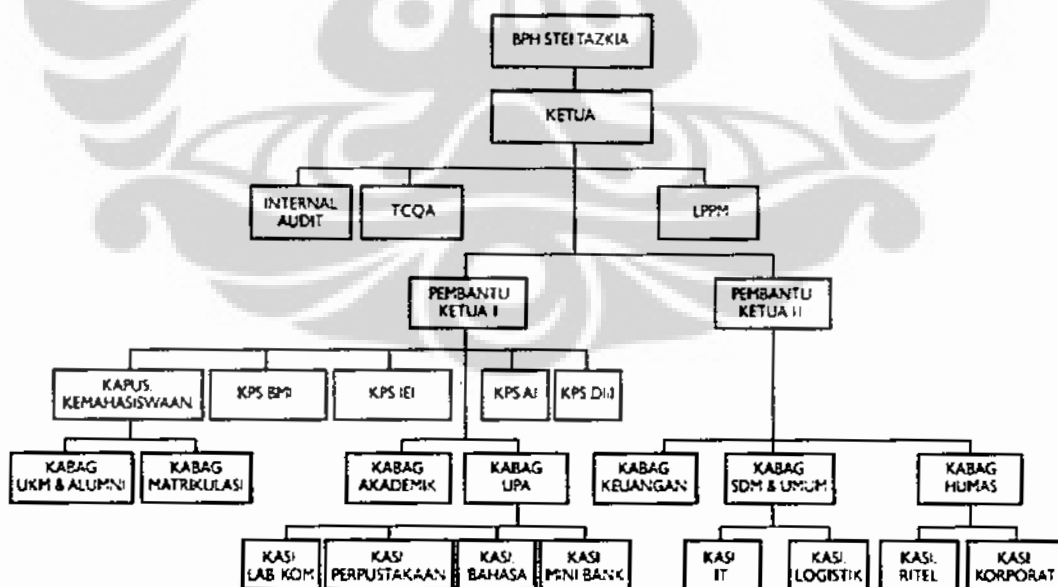 BPH STEI TAZKIA
KETUA
INTERNAL
AUDIT
TCQA
LPPM
PEMBANTU
KETUA I
PEMBANTU
KETUA II
KAPUS.
KEMAHASISWAAN
KPS BMI
KPS IEI
KPS AI
KPS DIII
KABAG
UKM & ALUMNI
KABAG
MATRIKULASI
KABAG
AKADEMIK
KABAG
UPA
KABAG
KEUANGAN
KABAG
SDM & UMUM
KABAG
HUMAS
KASI
LAB KOM
KASI
PERPUSTAKAAN
KASI.
BAHASA
KASI
MINI BANK
KASI
IT
KASI.
LOGISTIK
KASI.
RITEL
KASI
KORPORAT